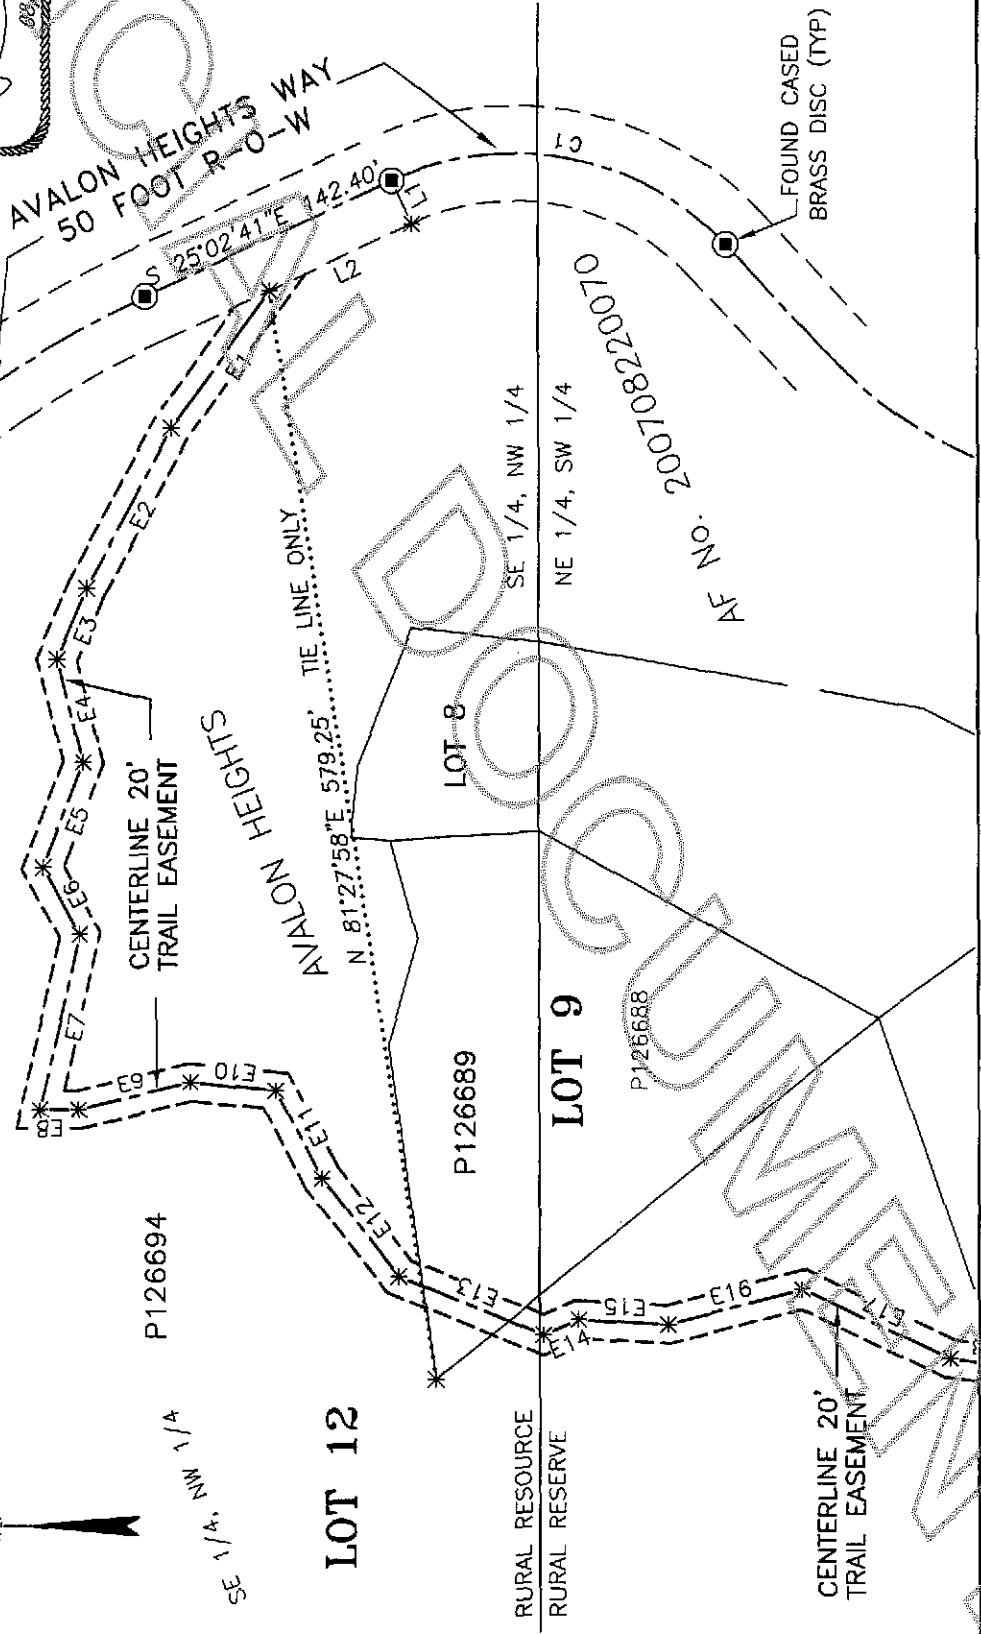 AVALON HEIGHTS WAY
50 FOOT R-O-W
S 25°02'41"E 142.40'
L1
L2
C1
FOUND CASED
BRASS DISC (TYP)
E1
E2
E3
E4
E5
E6
E7
E8
63
E10
E11
E12
E13
E14
E15
E16
E17
CENTERLINE 20'
TRAIL EASEMENT
AVALON HEIGHTS
N 81°27'58"E 579.25' TIE LINE ONLY
SE 1/4, NW 1/4
NE 1/4, SW 1/4
AF No. 200708220070
LOT 8
P126689
LOT 9
P126688
P126694
SE 1/4, NW 1/4
LOT 12
RURAL RESOURCE
RURAL RESERVE
CENTERLINE 20'
TRAIL EASEMENT
DOCUMEN